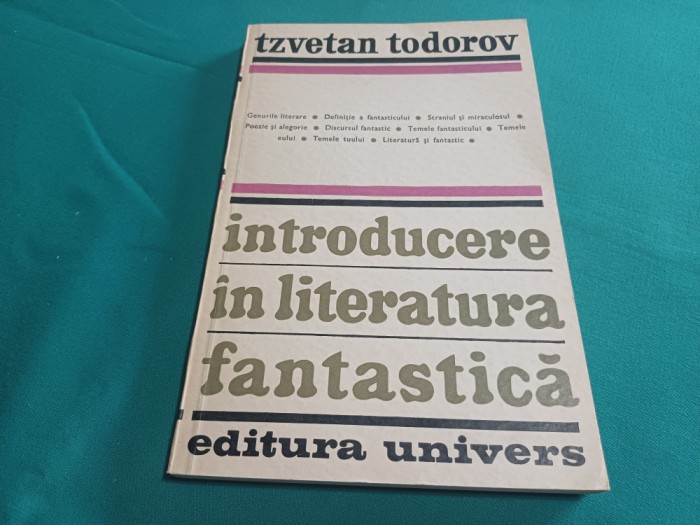 tzvetan todorov
Genurile literare ● Definiție a fantasticului ● Straniul și miraculosul ●
Poezie și alegorie ● Discursul fantastic ● Temele fantasticului ● Temele
eului ● Temele tuului ● Literatură și fantastic ●
introducere
în literatura
fantastică
editura univers